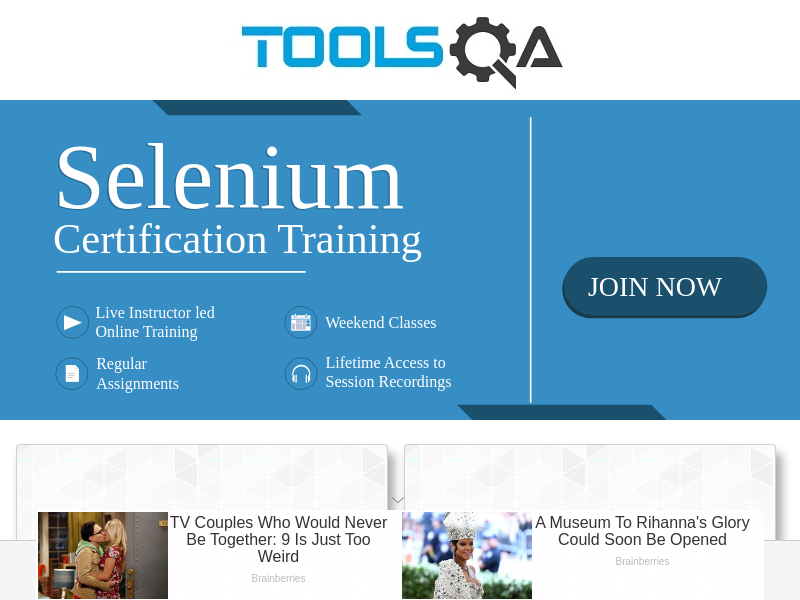 TOOLSQA
Selenium
Certification Training
JOIN NOW
Live Instructor led
Online Training
Weekend Classes
Regular
Assignments
Lifetime Access to
Session Recordings
TV Couples Who Would Never
Be Together: 9 Is Just Too
Weird
Brainberries
A Museum To Rihanna's Glory
Could Soon Be Opened
Brainberries